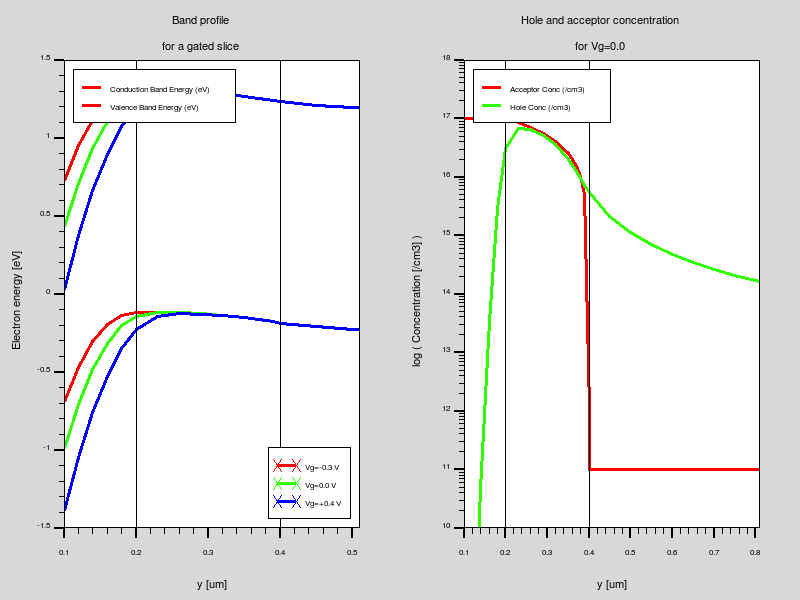 Band profile
for a gated slice
Conduction Band Energy (eV)
Valence Band Energy (eV)
Electron energy [eV]
1.5
1
0.5
0
-0.5
-1
-1.5
Vg=-0.3 V
Vg=0.0 V
Vg=+0.4 V
0.1 0.2 0.3 0.4 0.5
y [um]
Hole and acceptor concentration
for Vg=0.0
Acceptor Conc (/cm3)
Hole Conc (/cm3)
log ( Concentration [/cm3] )
18
17
16
15
14
13
12
11
10
0.1 0.2 0.3 0.4 0.5 0.6 0.7 0.8
y [um]